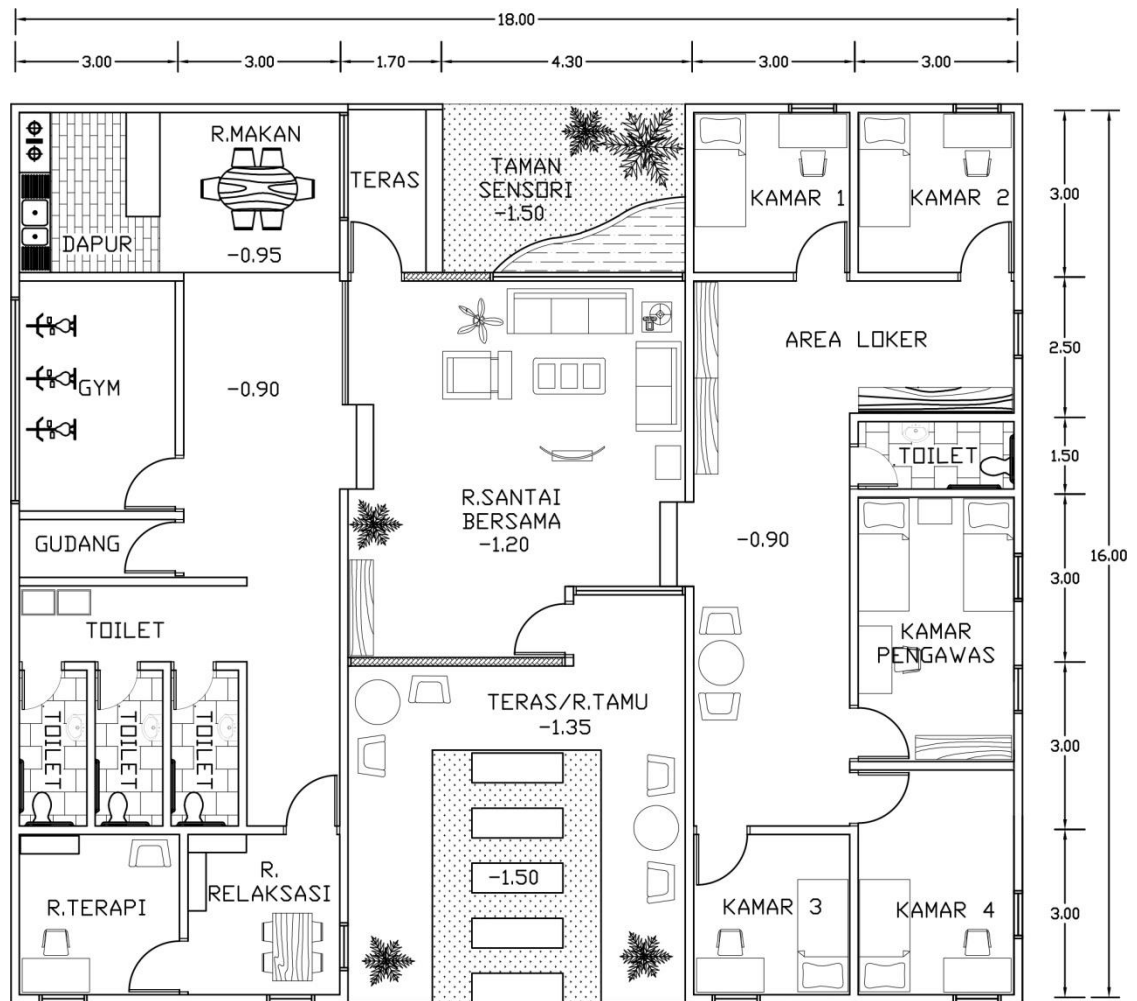 18.00
3.00
3.00
1.70
4.30
3.00
3.00
R.MAKAN
TERAS
TAMAN
SENSORI
-1.50
KAMAR 1
KAMAR 2
3.00
DAPUR
-0.95
GYM
-0.90
AREA LOKER
2.50
TOILET
1.50
R.SANTAI
BERSAMA
-1.20
GUDANG
-0.90
3.00
16.00
TOILET
KAMAR
PENGAWAS
TOILET
TOILET
TOILET
TERAS/R.TAMU
-1.35
3.00
R.TERAPI
R.
RELAKSASI
-1.50
KAMAR 3
KAMAR 4
3.00